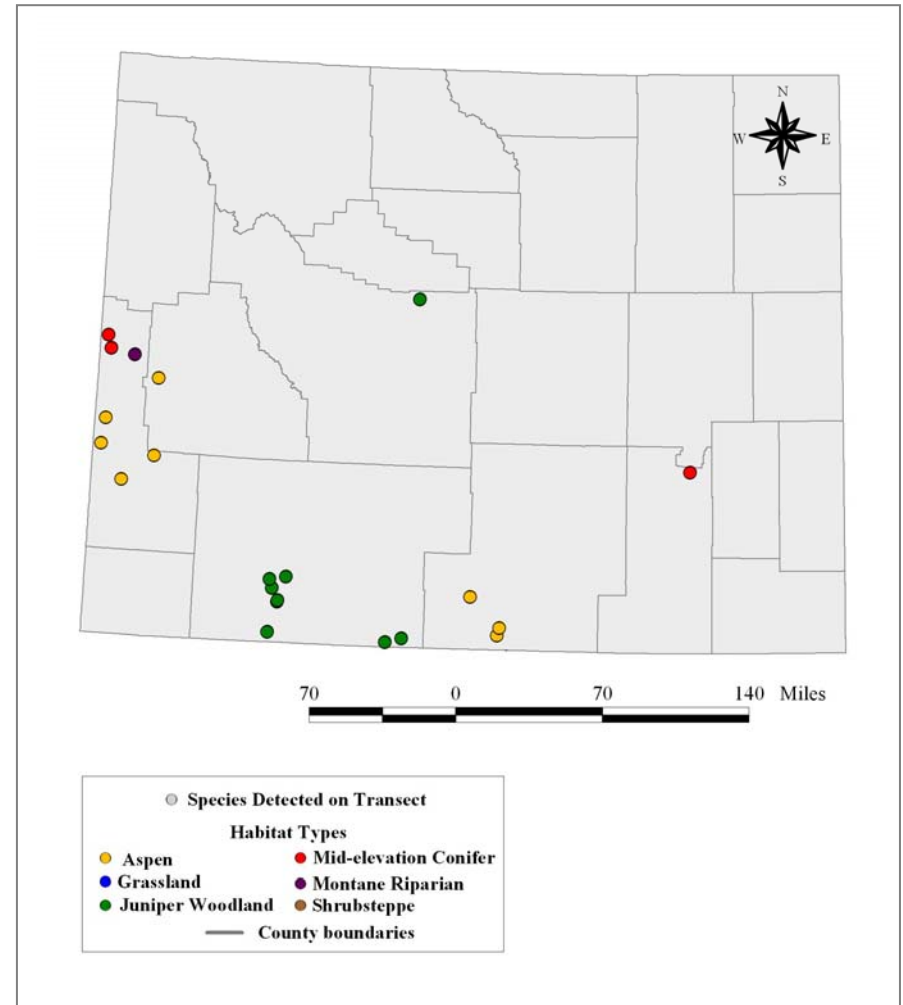 N
W E
S
70 0 70 140 Miles
Species Detected on Transect
Habitat Types
Aspen Mid-elevation Conifer
Grassland Montane Riparian
Juniper Woodland Shrubsteppe
County boundaries